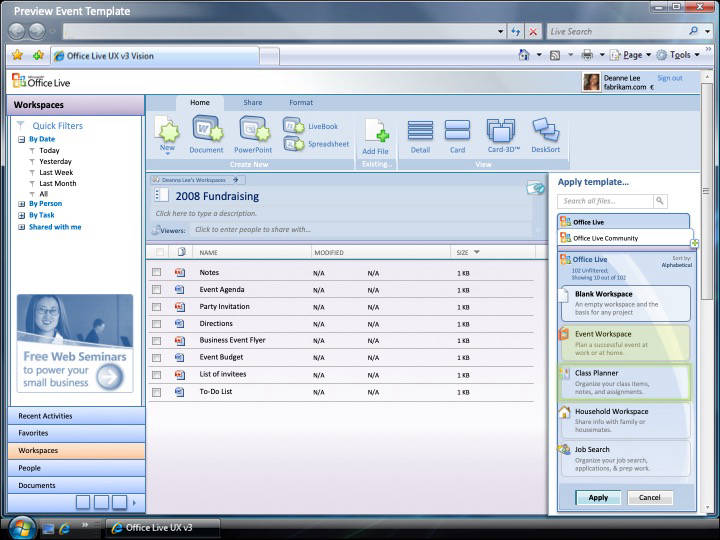 Preview Event Template
Live Search
Office Live UX v3 Vision
Page
Tools
Microsoft
Office Live
Deanne Lee
fabrikam.com €
Sign out
Workspaces
Quick Filters
By Date
Today
Yesterday
Last Week
Last Month
All
By Person
By Task
Shared with me
Free Web Seminars
to power your
small business
Recent Activities
Favorites
Workspaces
People
Documents
Home Share Format
New
Document
PowerPoint
LiveBook
Spreadsheet
Create New
Add File
Existing...
Detail
Card
Card-3D™
DeskSort
View
Deanna Lee's Workspaces
2008 Fundraising
Click here to type a description.
Viewers: Click to enter people to share with...
NAME MODIFIED SIZE
Notes N/A N/A 1 KB
Event Agenda N/A N/A 1 KB
Party Invitation N/A N/A 1 KB
Directions N/A N/A 1 KB
Business Event Flyer N/A N/A 1 KB
Event Budget N/A N/A 1 KB
List of invitees N/A N/A 1 KB
To-Do List N/A N/A 1 KB
Apply template...
Search all files...
Office Live
Office Live Community
Office Live
Sort by:
Alphabetical
102 Unfiltered,
Showing 10 out of 102
Blank Workspace
An empty workspace and the
basis for any project
Event Workspace
Plan a successful event at
work or at home.
Class Planner
Organize your class items,
notes, and assignments.
Household Workspace
Share info with family or
housemates.
Job Search
Organize your job search,
applications, & prep work.
Apply
Cancel
Office Live UX v3